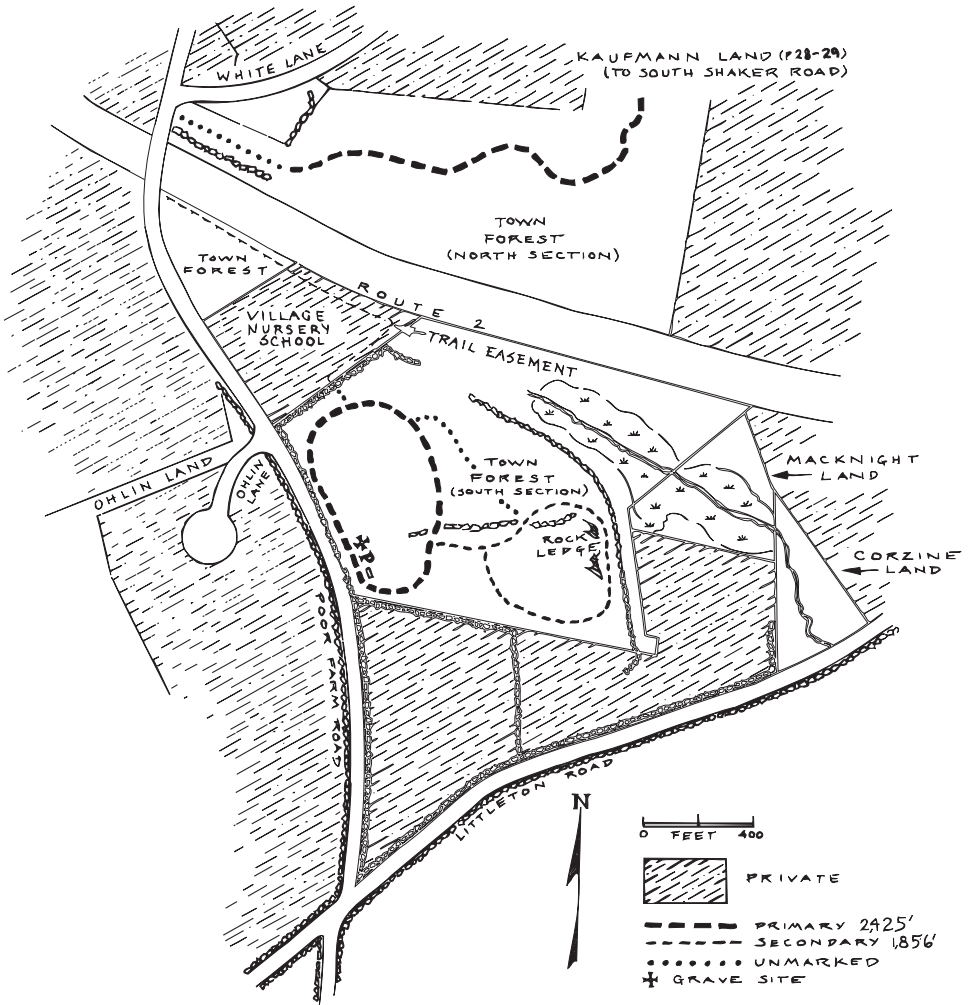 WHITE LANE
KAUFMANN LAND (P28-29)
(TO SOUTH SHAKER ROAD)
TOWN
FOREST
(NORTH SECTION)
TOWN
FOREST
ROUTE 2
VILLAGE
NURSERY
SCHOOL
TRAIL EASEMENT
OHLIN LAND
OHLIN
LANE
TOWN
FOREST
(SOUTH SECTION)
MACKNIGHT
LAND
ROCK
LEDGE
P
CORZINE
LAND
POOR FARM ROAD
LITTLETON ROAD
N
0 FEET 400
PRIVATE
PRIMARY 2,425'
SECONDARY 1,856'
UNMARKED
GRAVE SITE